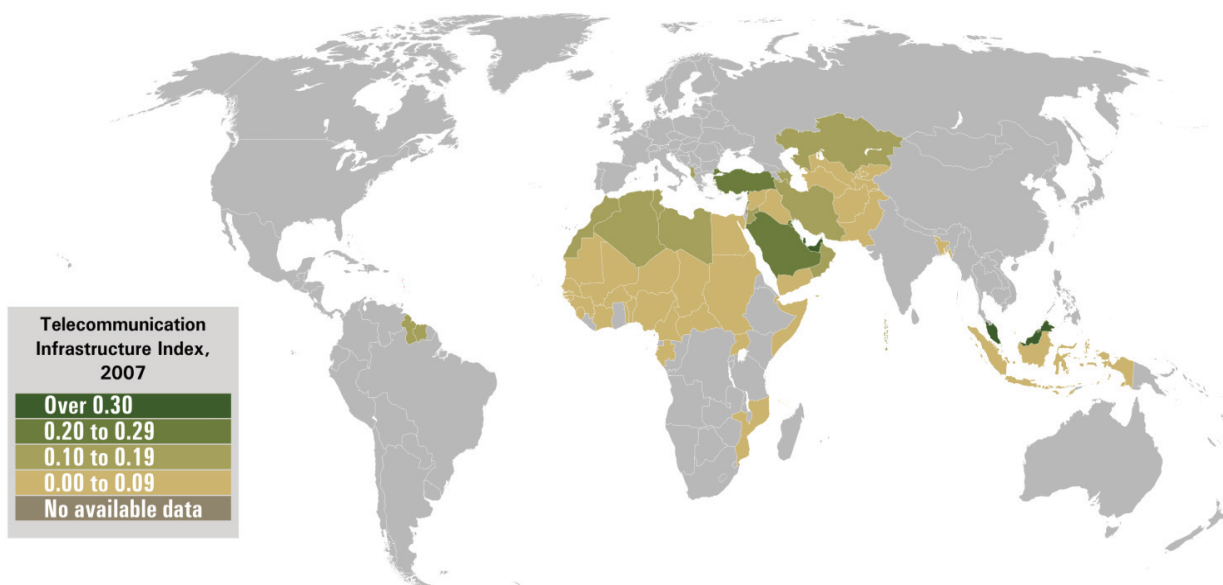 Telecommunication
Infrastructure Index,
2007
Over 0.30
0.20 to 0.29
0.10 to 0.19
0.00 to 0.09
No available data